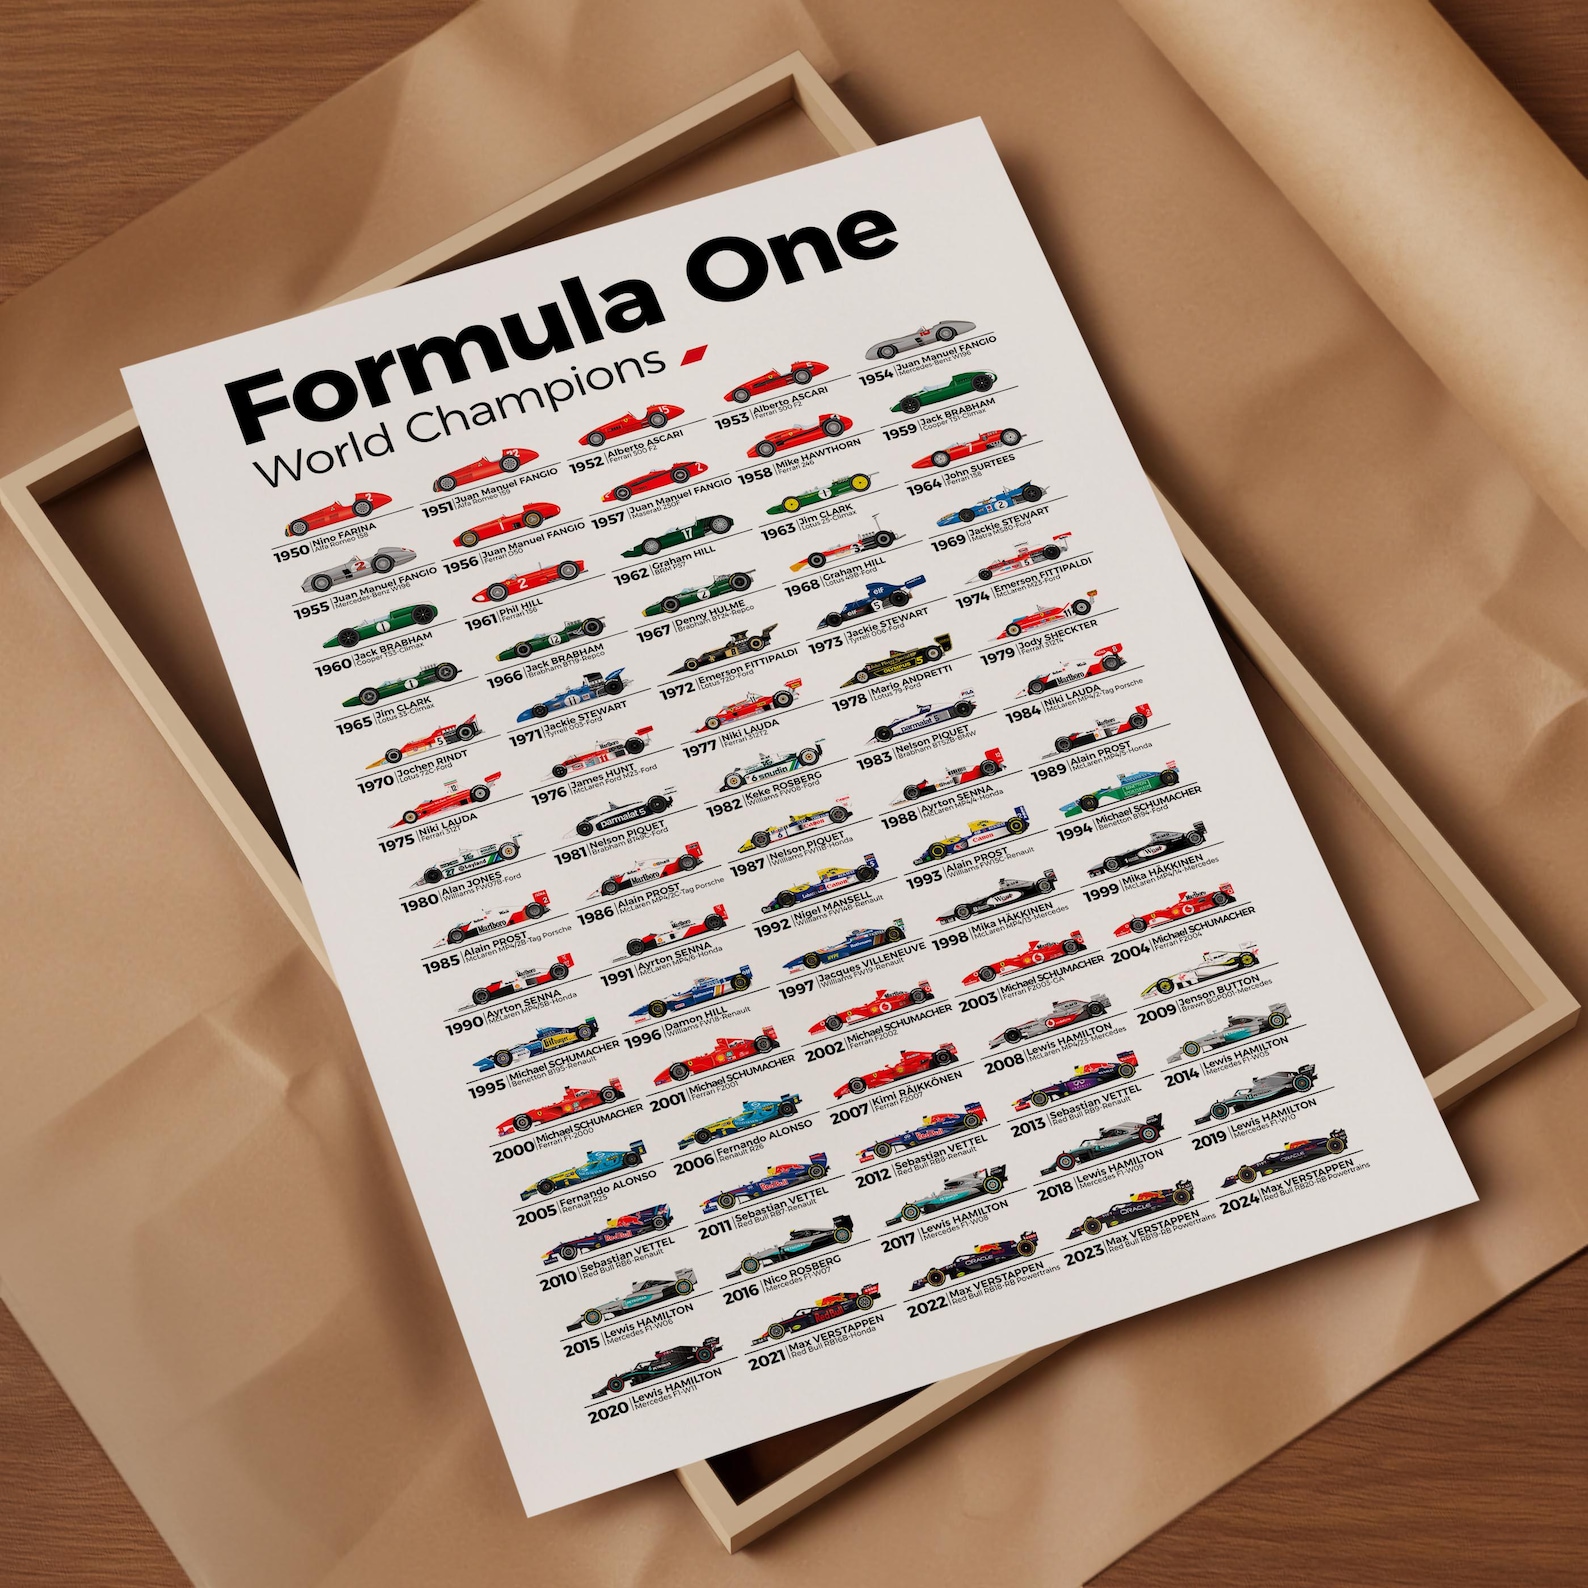 Formula One
World Champions
1950 Nino FARINA
Alfa Romeo 158
1951 Juan Manuel FANGIO
Alfa Romeo 159
1952 Alberto ASCARI
Ferrari 500 F2
1953 Alberto ASCARI
Ferrari 500 F2
1954 Juan Manuel FANGIO
Mercedes-Benz W196
1955 Juan Manuel FANGIO
Mercedes-Benz W196
1956 Juan Manuel FANGIO
Ferrari D50
1957 Juan Manuel FANGIO
Maserati 250F
1958 Mike HAWTHORN
Ferrari 246
1959 Jack BRABHAM
Cooper T51-Climax
1960 Jack BRABHAM
Cooper T53-Climax
1961 Phil HILL
Ferrari 156
1962 Graham HILL
BRM P57
1963 Jim CLARK
Lotus 25-Climax
1964 John SURTEES
Ferrari 158
1965 Jim CLARK
Lotus 33-Climax
1966 Jack BRABHAM
Brabham BT19-Repco
1967 Denny HULME
Brabham BT24-Repco
1968 Graham HILL
Lotus 49B-Ford
1969 Jackie STEWART
Matra MS80-Ford
1970 Jochen RINDT
Lotus 72C-Ford
1971 Jackie STEWART
Tyrrell 003-Ford
1972 Emerson FITTIPALDI
Lotus 72D-Ford
1973 Jackie STEWART
Tyrrell 006-Ford
1974 Emerson FITTIPALDI
McLaren M23-Ford
1975 Niki LAUDA
Ferrari 312T
1976 James HUNT
McLaren Ford M23-Ford
1977 Niki LAUDA
Ferrari 312T2
1978 Mario ANDRETTI
Lotus 79-Ford
1979 Jody SHECKTER
Ferrari 312T4
1980 Alan JONES
Williams FW07B-Ford
1981 Nelson PIQUET
Brabham BT49C-Ford
1982 Keke ROSBERG
Williams FW08-Ford
1983 Nelson PIQUET
Brabham BT52B-BMW
1984 Niki LAUDA
McLaren MP4/2-Tag Porsche
1985 Alain PROST
McLaren MP4/2B-Tag Porsche
1986 Alain PROST
McLaren MP4/2C-Tag Porsche
1987 Nelson PIQUET
Williams FW11B-Honda
1988 Ayrton SENNA
McLaren MP4/4-Honda
1989 Alain PROST
McLaren MP4/5-Honda
1990 Ayrton SENNA
McLaren MP4/5B-Honda
1991 Ayrton SENNA
McLaren MP4/6-Honda
1992 Nigel MANSELL
Williams FW14B-Renault
1993 Alain PROST
Williams FW15C-Renault
1994 Michael SCHUMACHER
Benetton B194-Ford
1995 Michael SCHUMACHER
Benetton B195-Renault
1996 Damon HILL
Williams FW18-Renault
1997 Jacques VILLENEUVE
Williams FW19-Renault
1998 Mika HÄKKINEN
McLaren MP4/13-Mercedes
1999 Mika HÄKKINEN
McLaren MP4/14-Mercedes
2000 Michael SCHUMACHER
Ferrari F1-2000
2001 Michael SCHUMACHER
Ferrari F2001
2002 Michael SCHUMACHER
Ferrari F2002
2003 Michael SCHUMACHER
Ferrari F2003-GA
2004 Michael SCHUMACHER
Ferrari F2004
2005 Fernando ALONSO
Renault R25
2006 Fernando ALONSO
Renault R26
2007 Kimi RÄIKKÖNEN
Ferrari F2007
2008 Lewis HAMILTON
McLaren MP4/23-Mercedes
2009 Jenson BUTTON
Brawn BGP001-Mercedes
2010 Sebastian VETTEL
Red Bull RB6-Renault
2011 Sebastian VETTEL
Red Bull RB7-Renault
2012 Sebastian VETTEL
Red Bull RB8-Renault
2013 Sebastian VETTEL
Red Bull RB9-Renault
2014 Lewis HAMILTON
Mercedes F1-W05
2015 Lewis HAMILTON
Mercedes F1-W06
2016 Nico ROSBERG
Mercedes F1-W07
2017 Lewis HAMILTON
Mercedes F1-W08
2018 Lewis HAMILTON
Mercedes F1-W09
2019 Lewis HAMILTON
Mercedes F1-W10
2020 Lewis HAMILTON
Mercedes F1-W11
2021 Max VERSTAPPEN
Red Bull RB16B-Honda
2022 Max VERSTAPPEN
Red Bull RB18-RB Powertrains
2023 Max VERSTAPPEN
Red Bull RB19-RB Powertrains
2024 Max VERSTAPPEN
Red Bull RB20-RB Powertrains